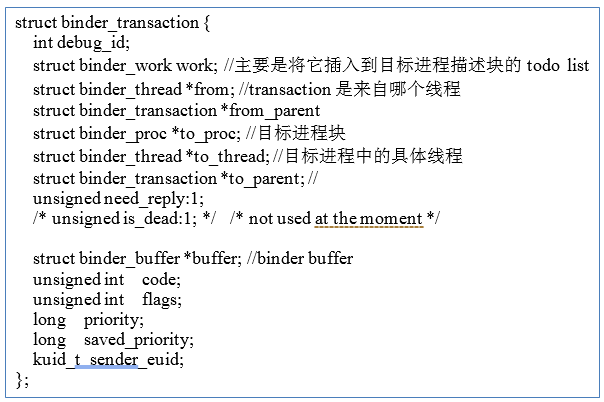 struct binder_transaction {
int debug_id;
struct binder_work work; //主要是将它插入到目标进程描述块的 todo list
struct binder_thread *from; //transaction 是来自哪个线程
struct binder_transaction *from_parent
struct binder_proc *to_proc; //目标进程块
struct binder_thread *to_thread; //目标进程中的具体线程
struct binder_transaction *to_parent; //
unsigned need_reply:1;
/* unsigned is_dead:1; */ /* not used at the moment */
struct binder_buffer *buffer; //binder buffer
unsigned int code;
unsigned int flags;
long priority;
long saved_priority;
kuid_t sender_euid;
};